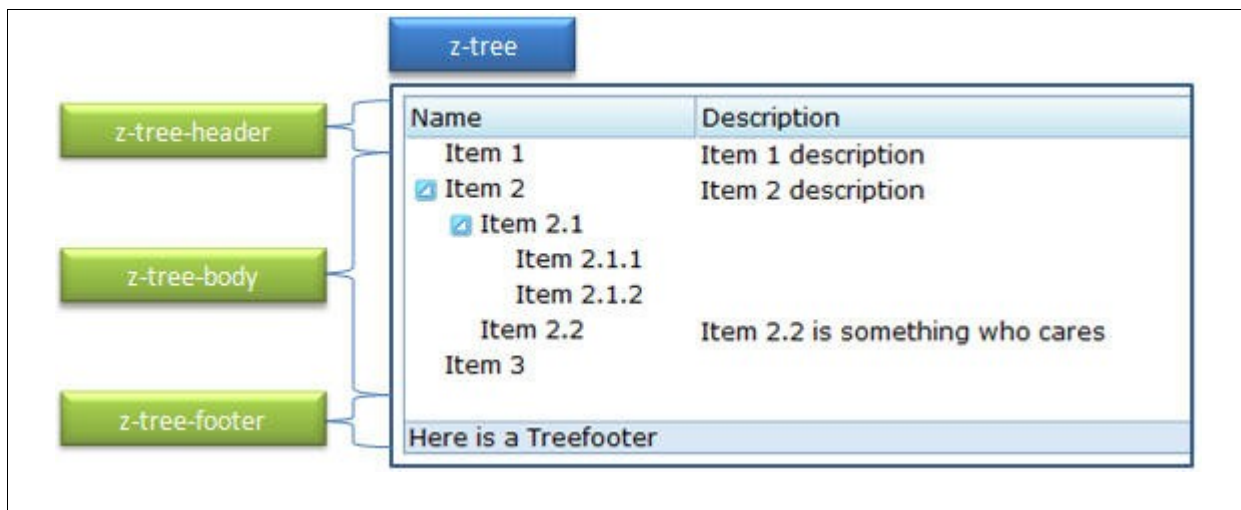 z-tree
z-tree-header
Name Description
Item 1 Item 1 description
Item 2 Item 2 description
Item 2.1
Item 2.1.1
z-tree-body
Item 2.1.2
Item 2.2 Item 2.2 is something who cares
Item 3
z-tree-footer
Here is a Treefooter